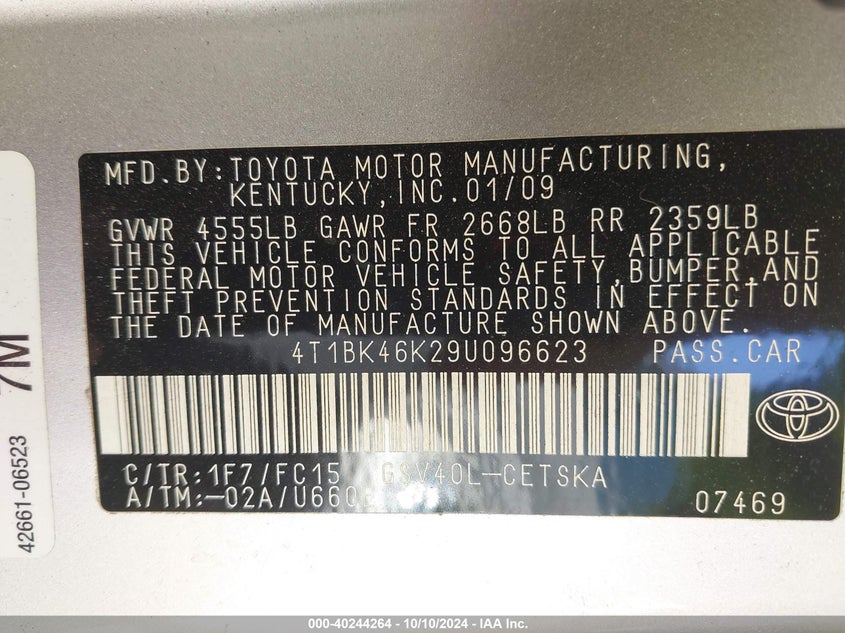 MFD.BY:TOYOTA MOTOR MANUFACTURING,
KENTUCKY,INC.01/09
GVWR 4555LB GAWR FR 2668LB RR 2359LB
THIS VEHICLE CONFORMS TO ALL APPLICABLE
FEDERAL MOTOR VEHICLE SAFETY,BUMPER,AND
THEFT PREVENTION STANDARDS IN EFFECT ON
THE DATE OF MANUFACTURE SHOWN ABOVE.
4T1BK46K29U096623 PASS.CAR
C/TR:1F7/FC15 GSV40L-CETSKA
A/TM:-02A/U660E
07469
7M
42661-06523
000-40244264 - 10/10/2024 - IAA Inc.